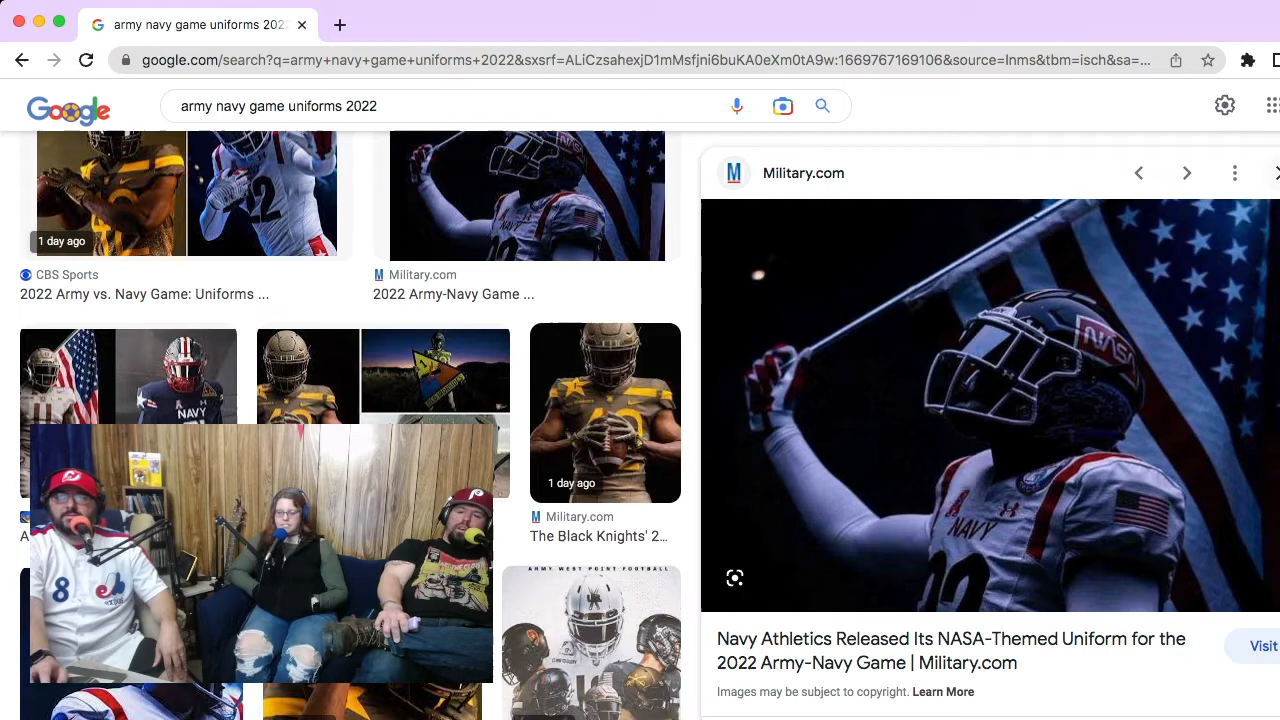 army navy game uniforms 202
google.com/search?q=army+navy+game+uniforms+2022&sxsrf=ALiCzsahexjD1mMsfjni6buKA0eXm0tA9w:1669767169106&source=lnms&tbm=isch&sa=...
Google
army navy game uniforms 2022
M Military.com
1 day ago
CBS Sports
2022 Army vs. Navy Game: Uniforms ...
M Military.com
2022 Army-Navy Game ...
NASA
NAVY
NAVY
1 day ago
M Military.com
The Black Knights' 2...
8
expos
ARMY WEST POINT FOOTBALL
Navy Athletics Released Its NASA-Themed Uniform for the
2022 Army-Navy Game | Military.com
Visit
Images may be subject to copyright. Learn More